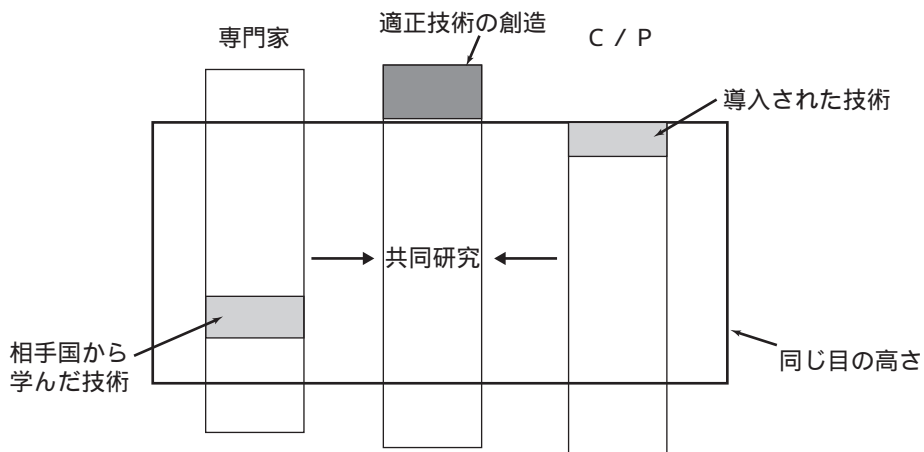 適正技術の創造
専門家
C / P
導入された技術
共同研究
相手国から
学んだ技術
同じ目の高さ